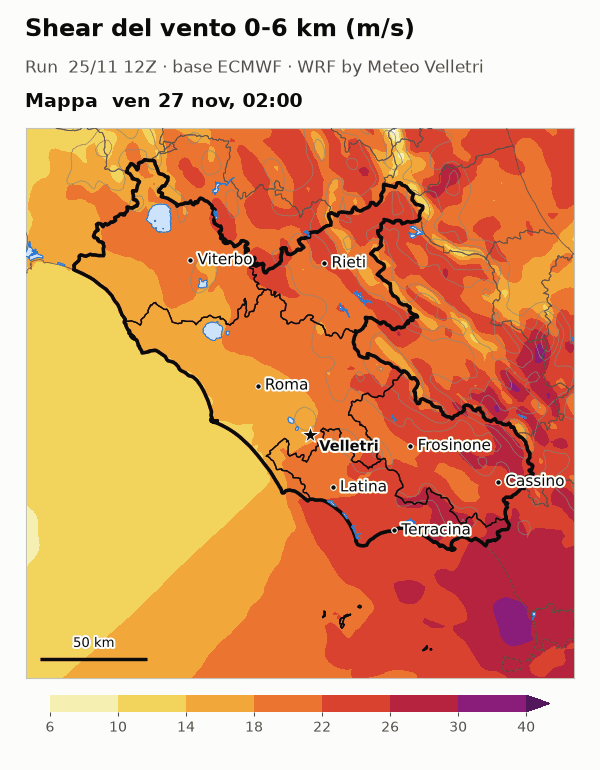 Shear del vento 0-6 km (m/s)
Run  25/11 12Z · base ECMWF · WRF by Meteo Velletri
Mappa  ven 27 nov, 02:00
Viterbo
Rieti
Roma
Velletri
Frosinone
Latina
Cassino
Terracina
50 km
6 10 14 18 22 26 30 40